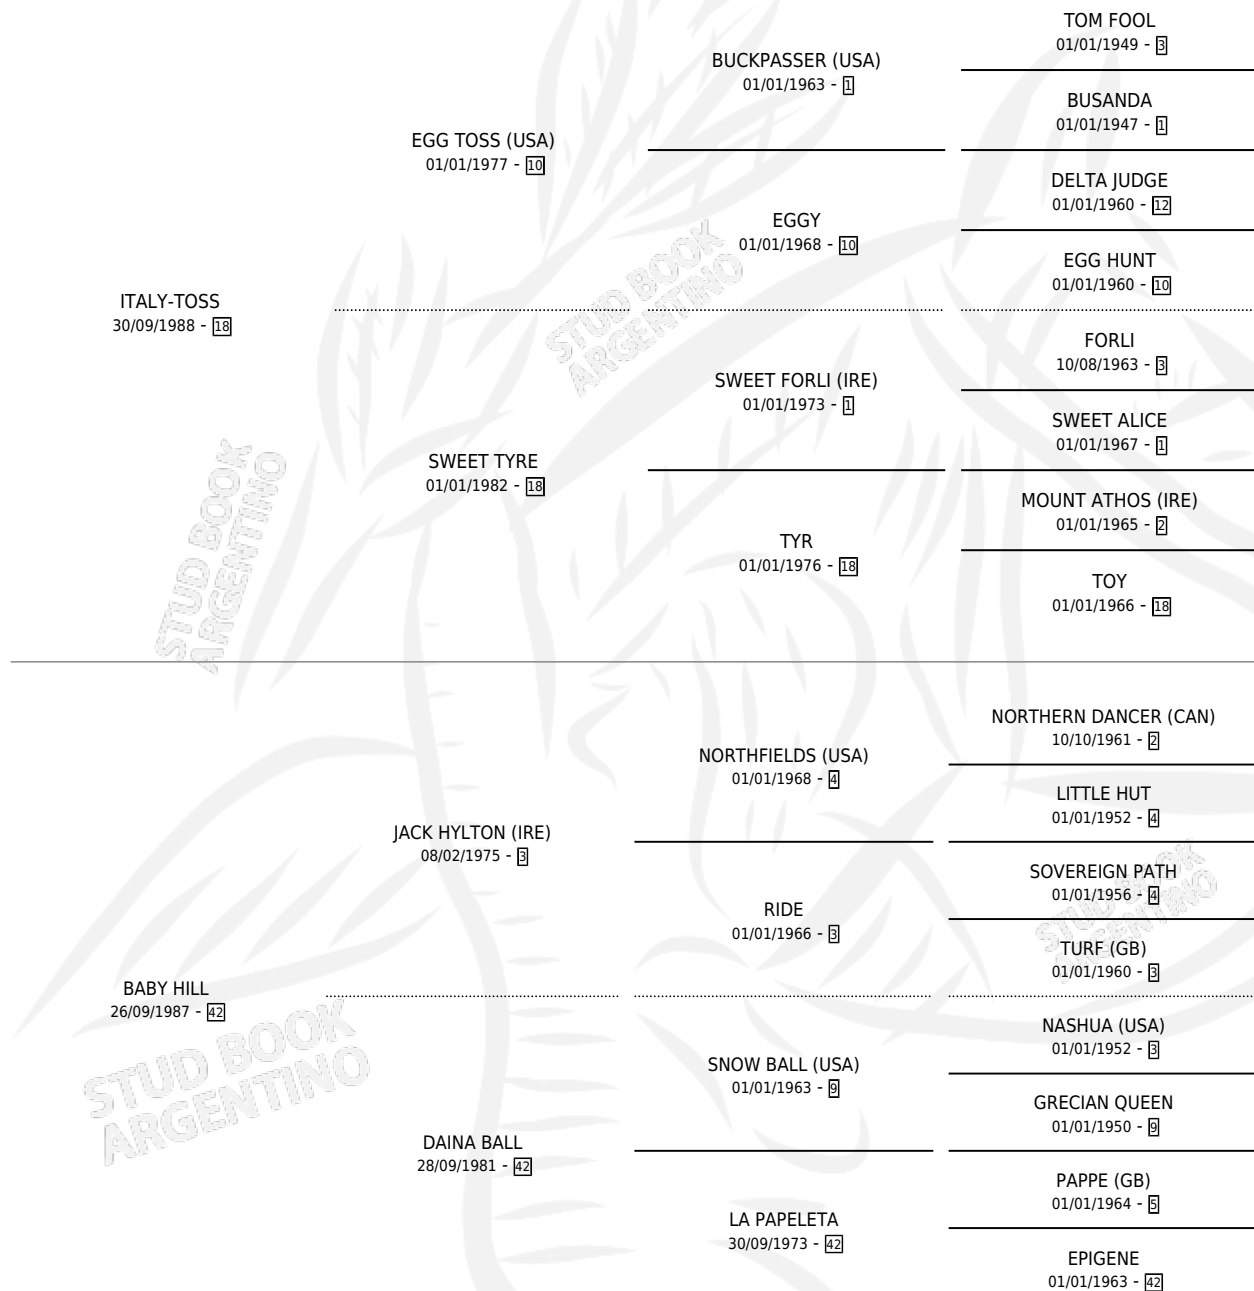 TOM FOOL
01/01/1949 - 3
BUCKPASSER (USA)
01/01/1963 - 1
BUSANDA
01/01/1947 - 1
EGG TOSS (USA)
01/01/1977 - 10
DELTA JUDGE
01/01/1960 - 12
EGGY
01/01/1968 - 10
EGG HUNT
01/01/1960 - 10
ITALY-TOSS
30/09/1988 - 18
FORLI
10/08/1963 - 3
SWEET FORLI (IRE)
01/01/1973 - 1
SWEET ALICE
01/01/1967 - 1
SWEET TYRE
01/01/1982 - 18
MOUNT ATHOS (IRE)
01/01/1965 - 2
TYR
01/01/1976 - 18
TOY
01/01/1966 - 18
NORTHERN DANCER (CAN)
10/10/1961 - 2
NORTHFIELDS (USA)
01/01/1968 - 4
LITTLE HUT
01/01/1952 - 4
JACK HYLTON (IRE)
08/02/1975 - 3
SOVEREIGN PATH
01/01/1956 - 4
RIDE
01/01/1966 - 3
TURF (GB)
01/01/1960 - 3
BABY HILL
26/09/1987 - 42
NASHUA (USA)
01/01/1952 - 3
SNOW BALL (USA)
01/01/1963 - 9
GRECIAN QUEEN
01/01/1950 - 9
DAINA BALL
28/09/1981 - 42
PAPPE (GB)
01/01/1964 - 5
LA PAPELETA
30/09/1973 - 42
EPIGENE
01/01/1963 - 42
STUD BOOK
ARGENTINO
STUD BOOK
ARGENTINO
STUD BOOK
ARGENTINO
STUD BOOK
ARGENTINO